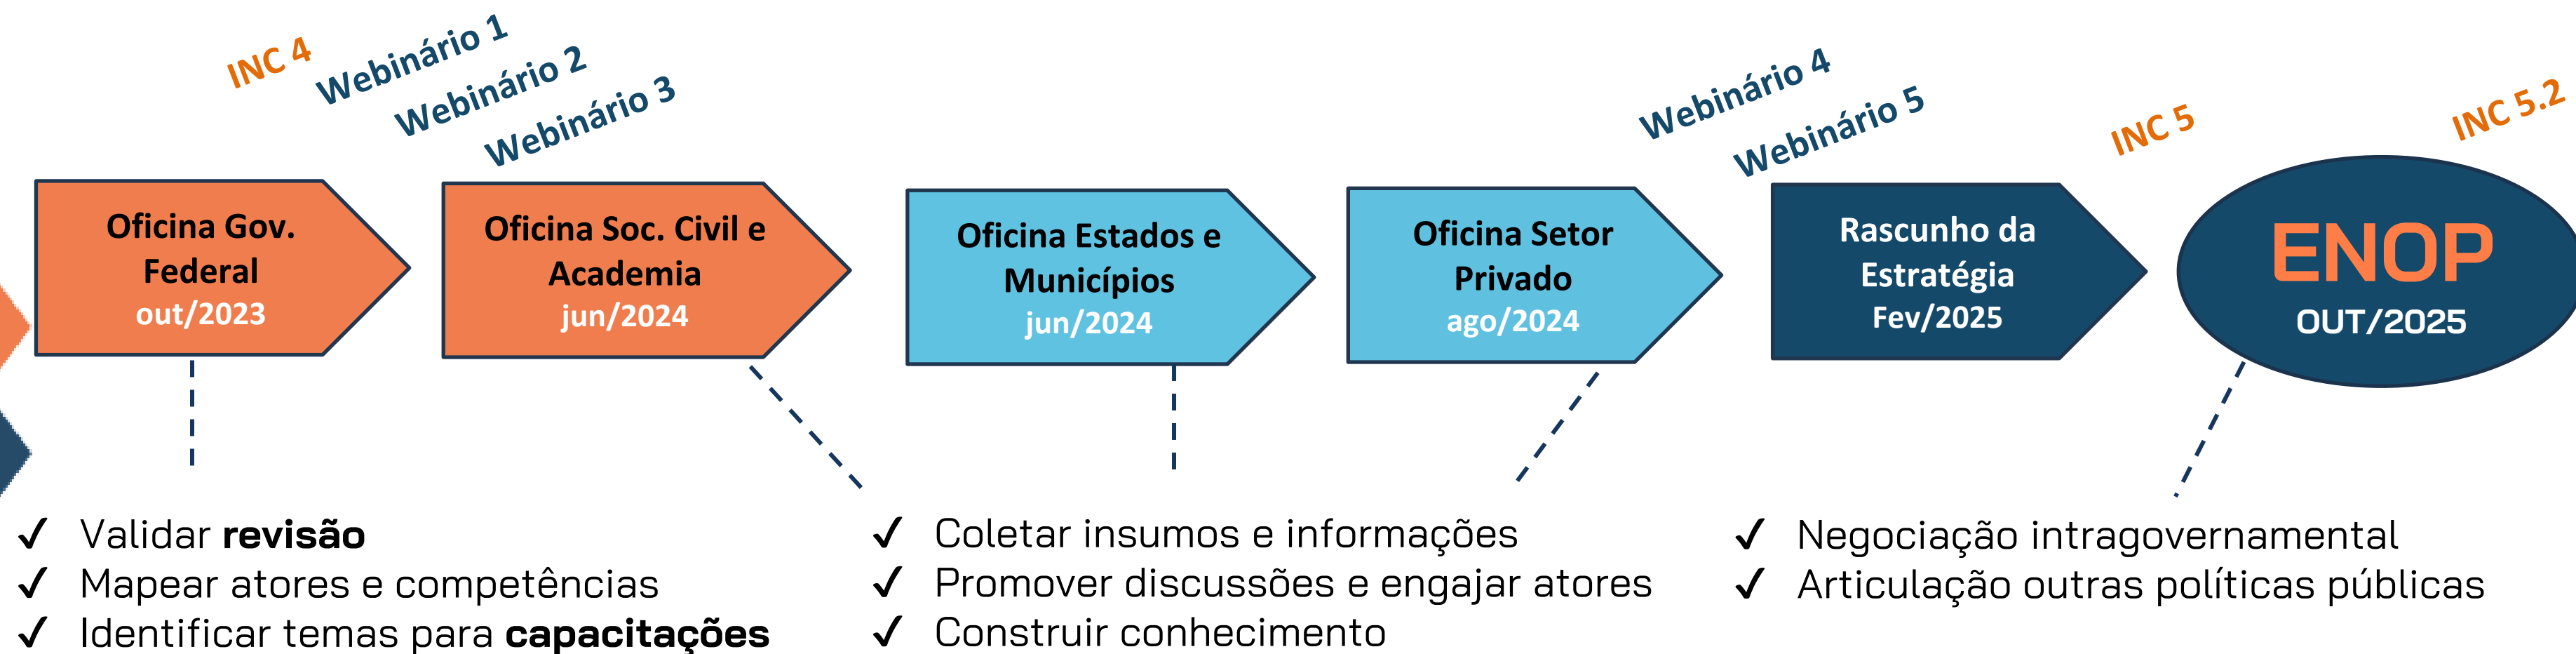 INC 4
Webinário 1
Webinário 2
Webinário 3
Webinário 4
Webinário 5
INC 5
INC 5.2
Oficina Gov.
Federal
out/2023
Oficina Soc. Civil e
Academia
jun/2024
Oficina Estados e
Municípios
jun/2024
Oficina Setor
Privado
ago/2024
Rascunho da
Estratégia
Fev/2025
ENOP
OUT/2025
✓ Validar revisão
✓ Mapear atores e competências
✓ Identificar temas para capacitações
✓ Coletar insumos e informações
✓ Promover discussões e engajar atores
✓ Construir conhecimento
✓ Negociação intragovernamental
✓ Articulação outras políticas públicas